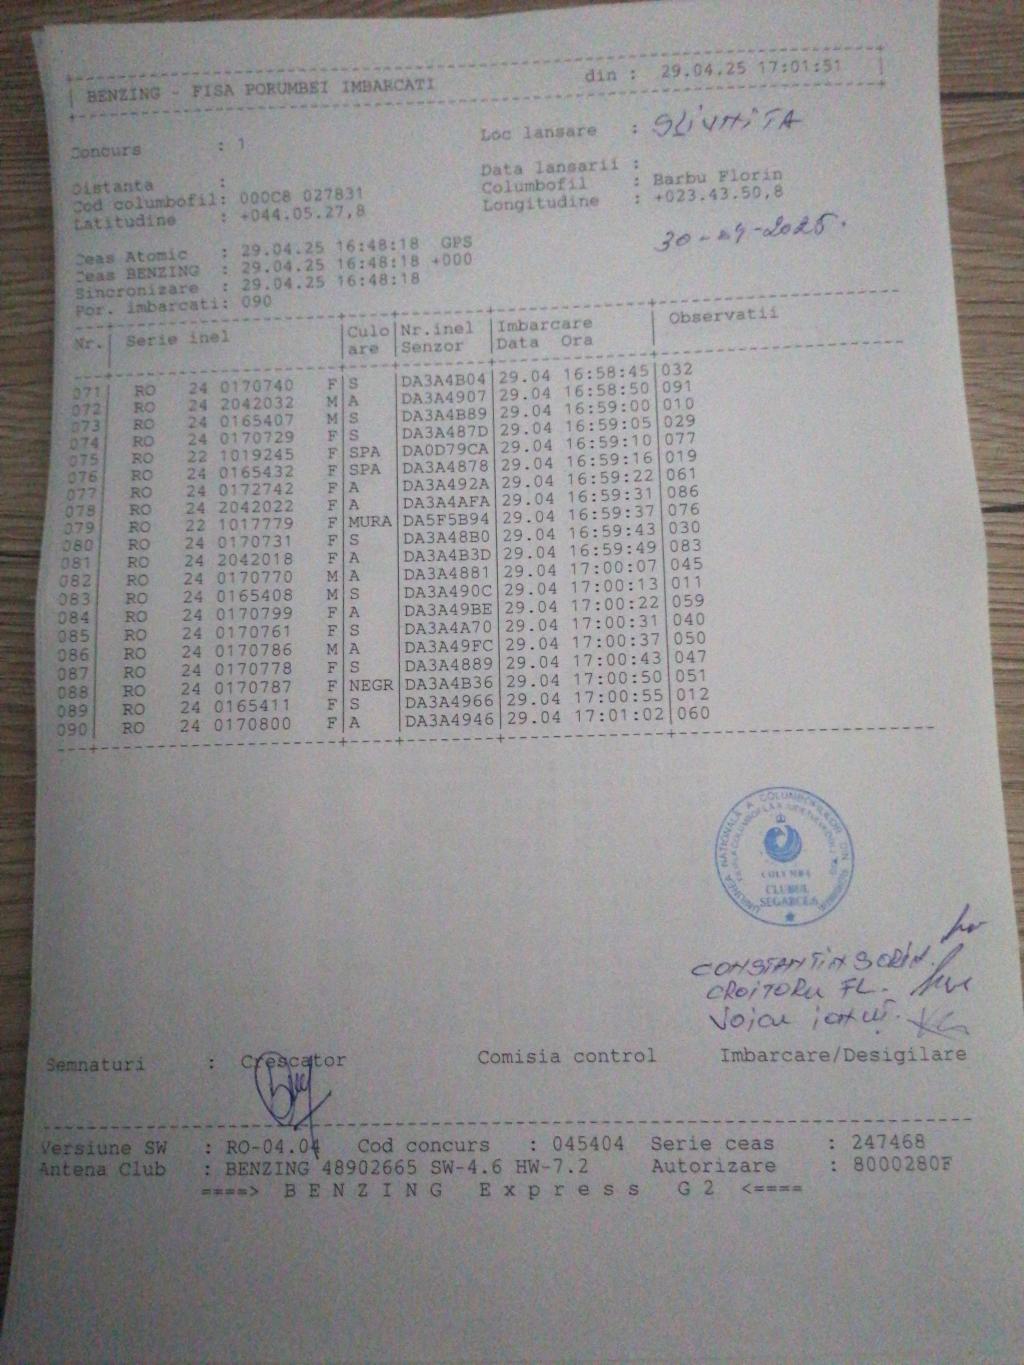 BENZING - FISA PORUMBEI IMBARCATI din : 29.04.25 17:01:51
Concurs : 1 Loc lansare : SLIVNITA
Distanta : Data lansarii :
Cod columbofil: 000C8 027831 Columbofil : Barbu Florin
Latitudine : +044.05.27,8 Longitudine : +023.43.50,8
30-04-2025.
Ceas Atomic : 29.04.25 16:48:18 GPS
Ceas BENZING : 29.04.25 16:48:18 +000
Sincronizare : 29.04.25 16:48:18
Por. imbarcati: 090
Nr. Serie inel Culo Nr.inel Imbarcare Observatii
are Senzor Data Ora
071 RO 24 0170740 F S DA3A4B04 29.04 16:58:45 032
072 RO 24 2042032 M A DA3A4907 29.04 16:58:50 091
073 RO 24 0165407 M S DA3A4B89 29.04 16:59:00 010
074 RO 24 0170729 F S DA3A487D 29.04 16:59:05 029
075 RO 22 1019245 F SPA DA0D79CA 29.04 16:59:10 077
076 RO 24 0165432 F SPA DA3A4878 29.04 16:59:16 019
077 RO 24 0172742 F A DA3A492A 29.04 16:59:22 061
078 RO 24 2042022 F A DA3A4AFA 29.04 16:59:31 086
079 RO 22 1017779 F MURA DA5F5B94 29.04 16:59:37 076
080 RO 24 0170731 F S DA3A48B0 29.04 16:59:43 030
081 RO 24 2042018 F A DA3A4B3D 29.04 16:59:49 083
082 RO 24 0170770 M A DA3A4881 29.04 17:00:07 045
083 RO 24 0165408 M S DA3A490C 29.04 17:00:13 011
084 RO 24 0170799 F A DA3A49BE 29.04 17:00:22 059
085 RO 24 0170761 F S DA3A4A70 29.04 17:00:31 040
086 RO 24 0170786 M A DA3A49FC 29.04 17:00:37 050
087 RO 24 0170778 F S DA3A4889 29.04 17:00:43 047
088 RO 24 0170787 F NEGR DA3A4B36 29.04 17:00:50 051
089 RO 24 0165411 F S DA3A4966 29.04 17:00:55 012
090 RO 24 0170800 F A DA3A4946 29.04 17:01:02 060
UNIUNEA NATIONALĂ A COLUMBOFILILOR DIN ROMANIA
COLUMBA
CLUBUL
SEGARCEA
CONSTANTIN SORIN.
CROITORU FL.
Voicu ionuț.
Semnaturi : Crescator Comisia control Imbarcare/Desigilare
Versiune SW : RO-04.04 Cod concurs : 045404 Serie ceas : 247468
Antena Club : BENZING 48902665 SW-4.6 HW-7.2 Autorizare : 8000280F
====> BENZING Express G2 <====